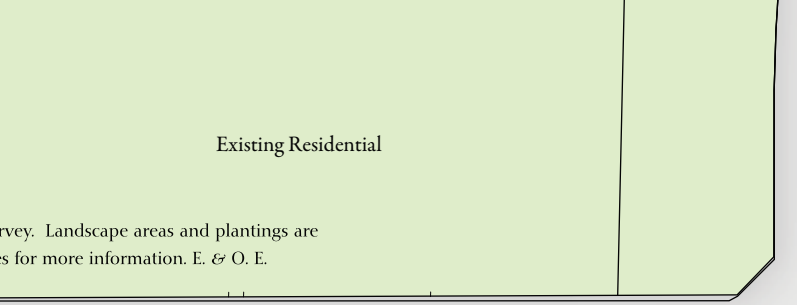 Existing Residential
rvey. Landscape areas and plantings are
es for more information. E. & O. E.